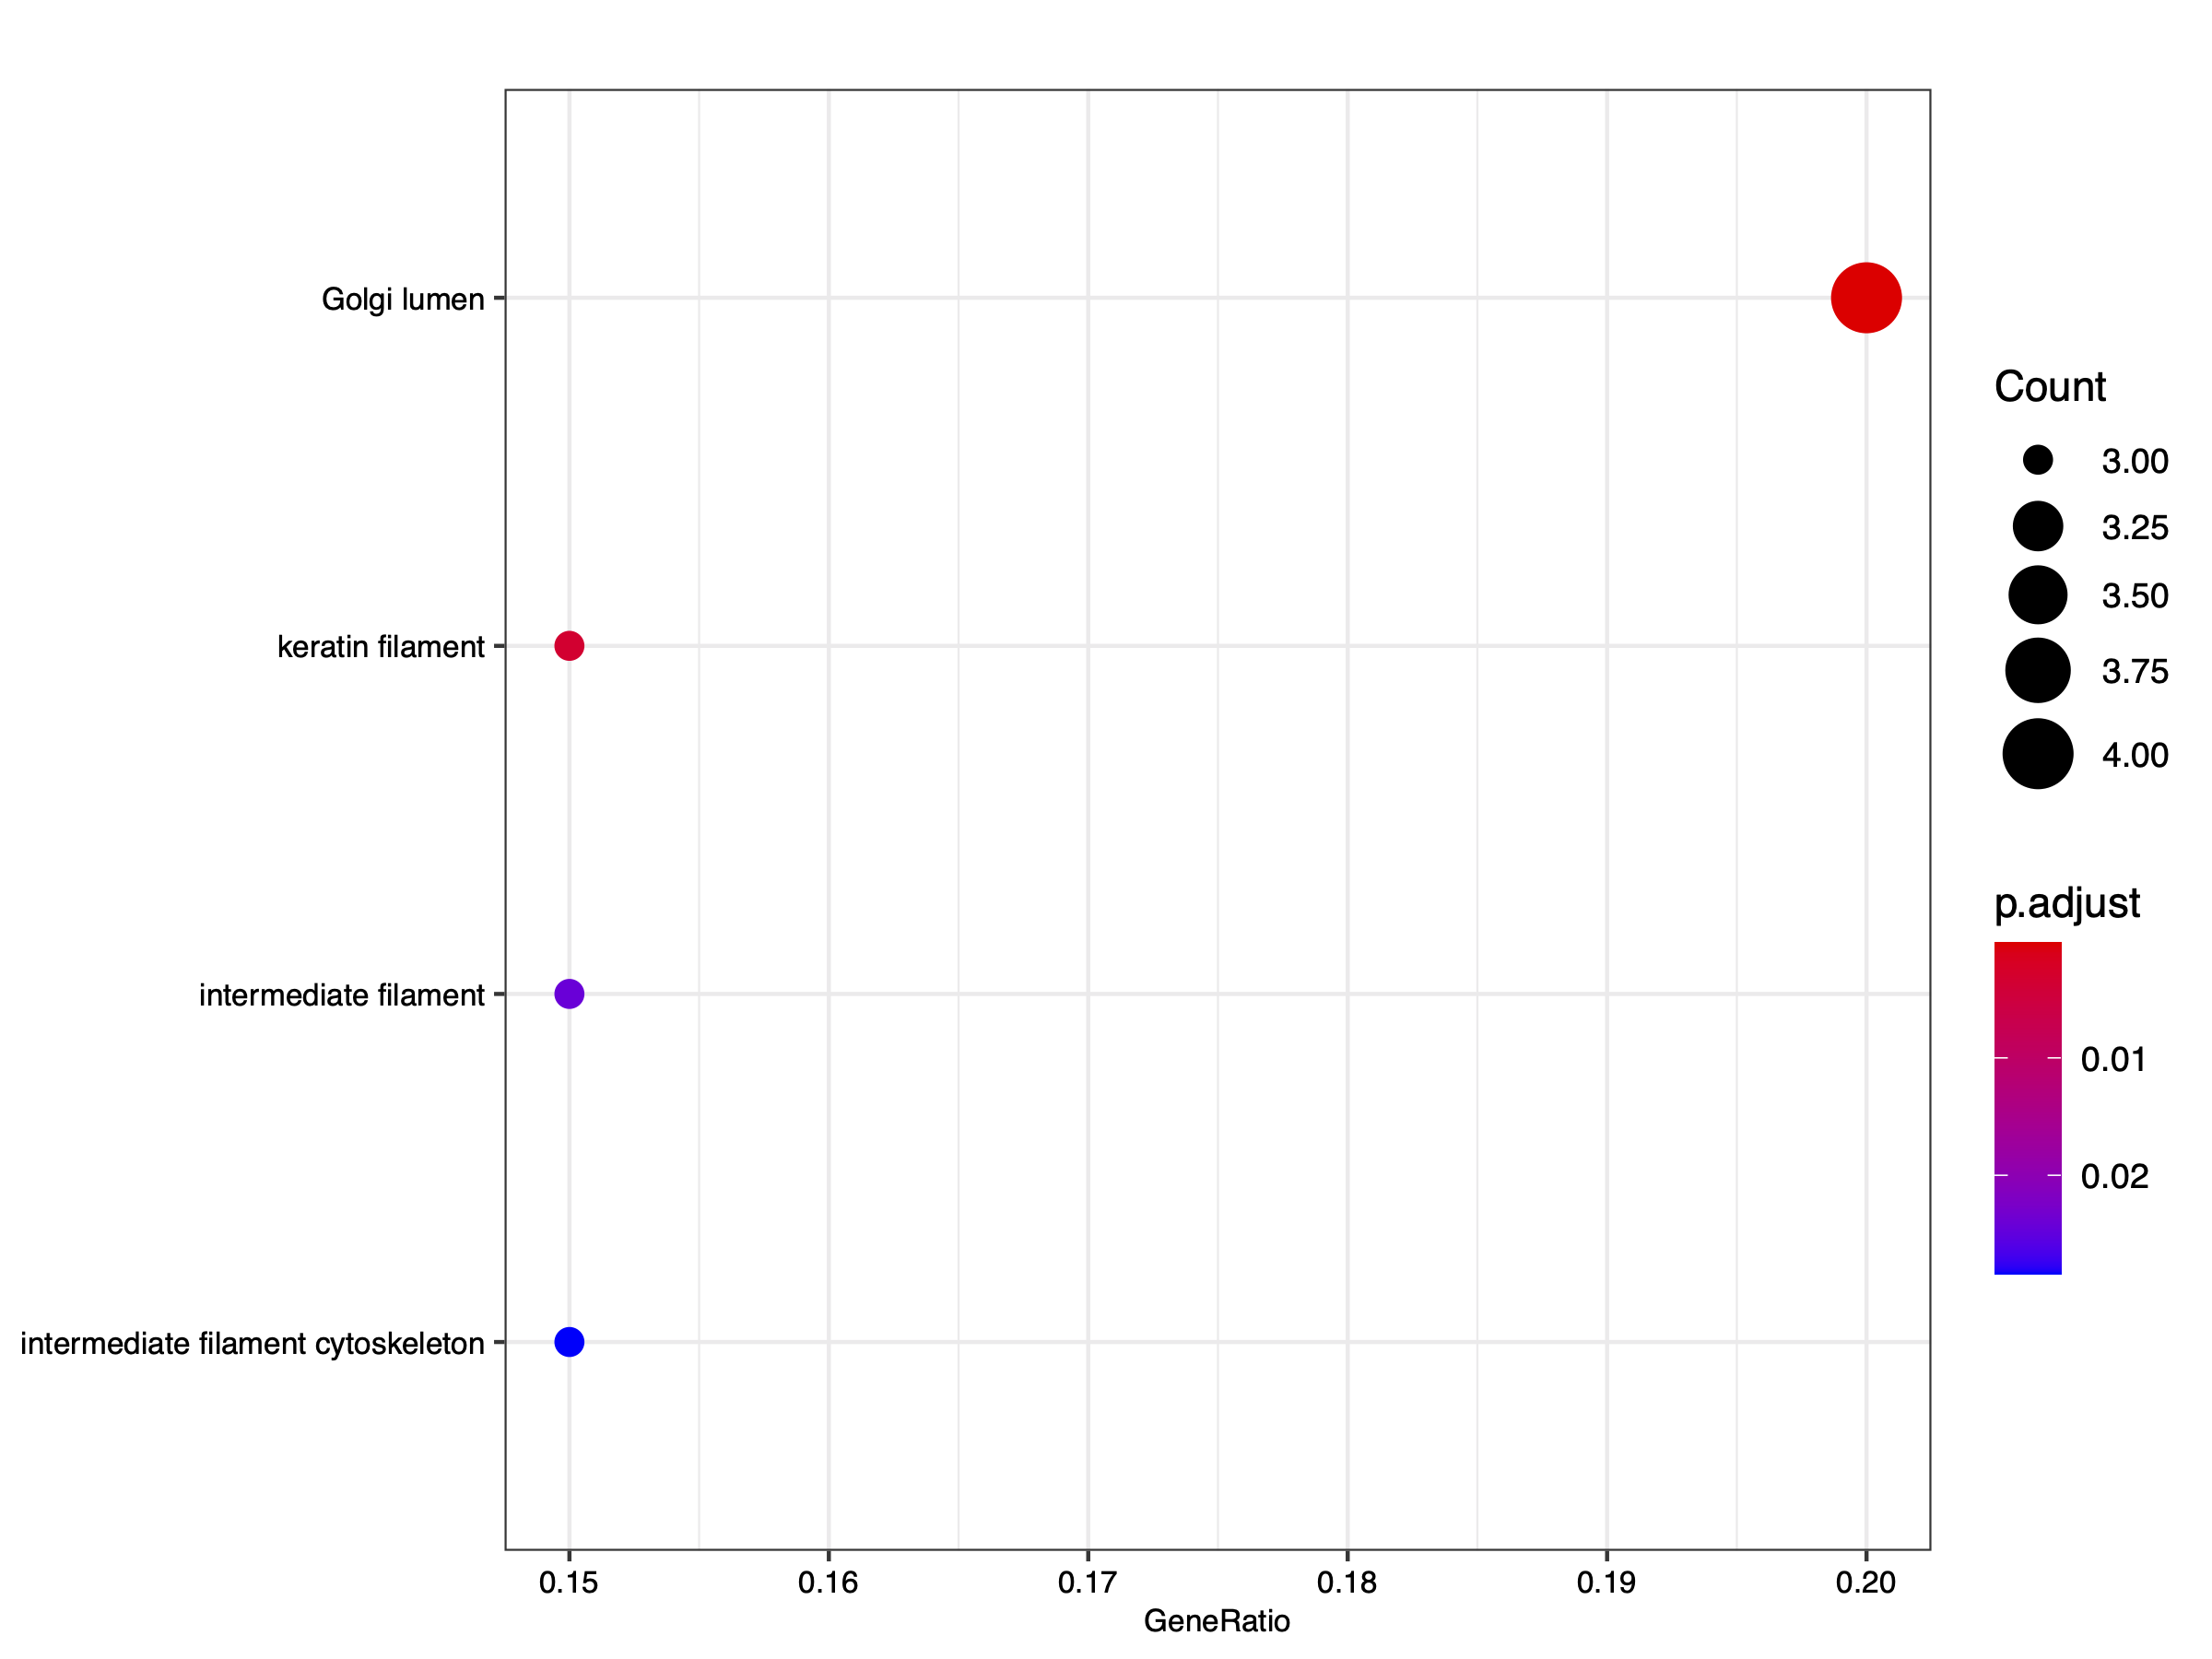 Golgi lumen
keratin filament
intermediate filament
intermediate filament cytoskeleton
0.15 0.16 0.17 0.18 0.19 0.20
GeneRatio
Count
3.00
3.25
3.50
3.75
4.00
p.adjust
0.01
0.02